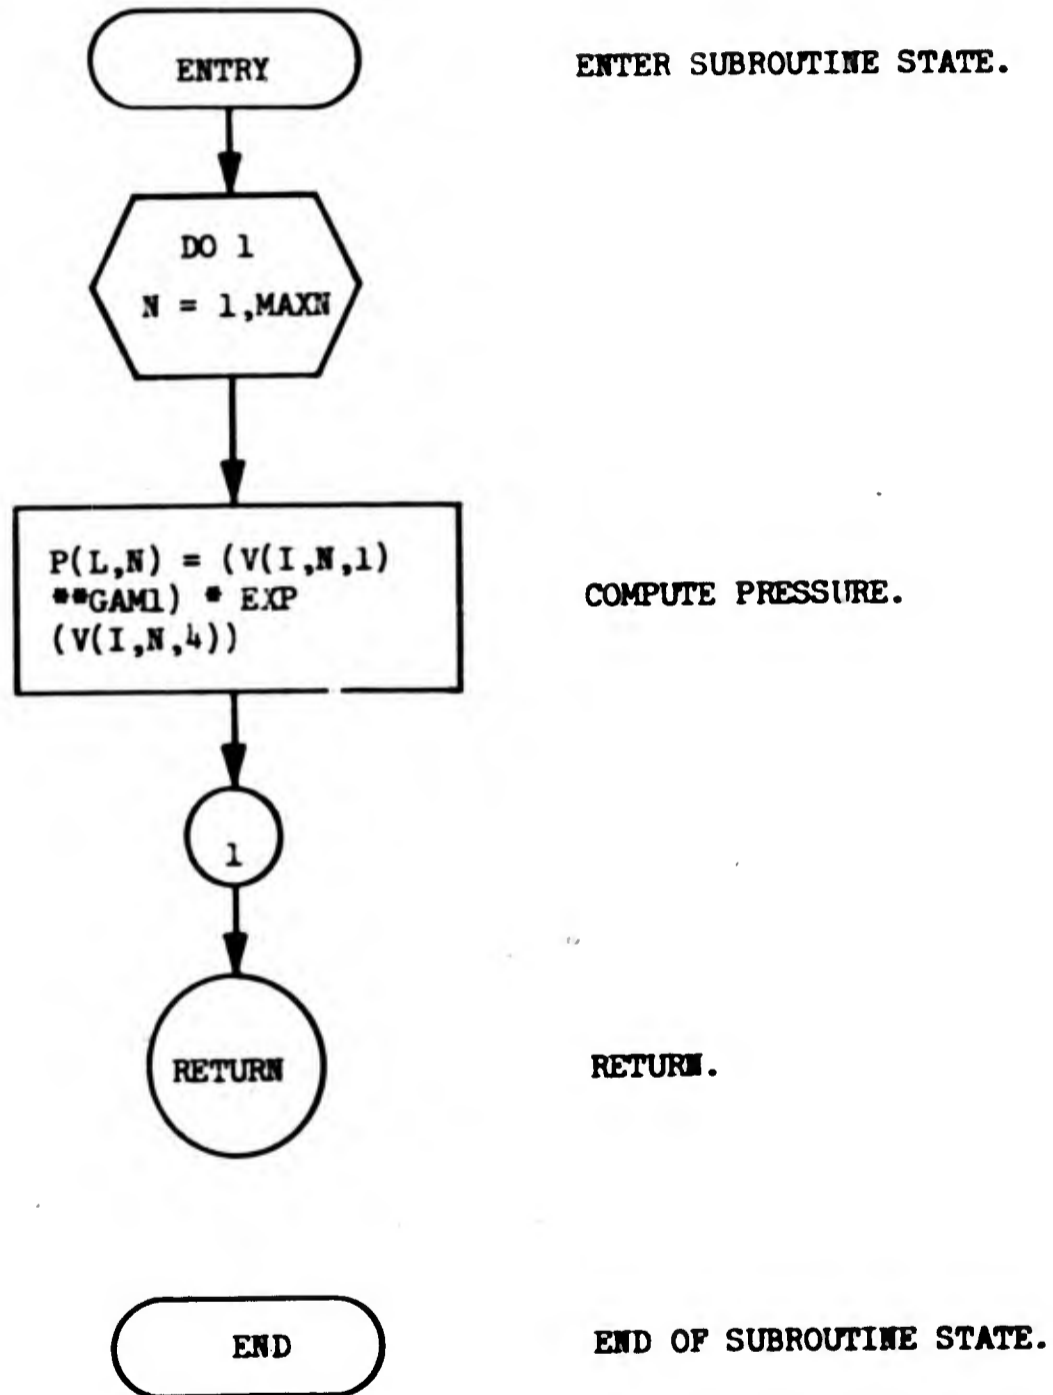 ENTRY
ENTER SUBROUTINE STATE.
DO 1
N = 1,MAXN
P(L,N) = (V(I,N,1)
**GAM1) * EXP
(V(I,N,4))
COMPUTE PRESSURE.
1
RETURN
RETURN.
END
END OF SUBROUTINE STATE.